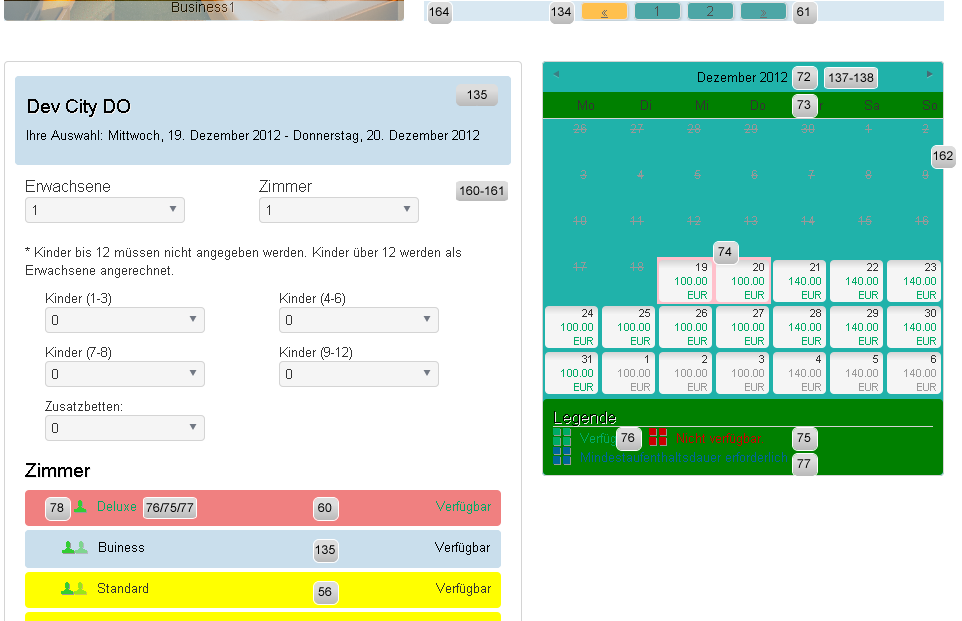 Business1
164
134 « 1 2 > 61
Dev City DO
135
Ihre Auswahl: Mittwoch, 19. Dezember 2012 - Donnerstag, 20. Dezember 2012
Erwachsene
Zimmer
160-161
1
1
* Kinder bis 12 müssen nicht angegeben werden. Kinder über 12 werden als
Erwachsene angerechnet.
Kinder (1-3)
Kinder (4-6)
0
0
Kinder (7-8)
Kinder (9-12)
0
0
Zusatzbetten:
0
Zimmer
78 Deluxe 76/75/77 60 Verfügbar
Buiness 135 Verfügbar
Standard 56 Verfügbar
Dezember 2012 72 137-138
Mo Di Mi Do 73 Sa So
26 27 28 29 30 1 2
162
3 4 5 6 7 8 9
10 11 12 13 14 15 16
74
17 18 19 20 21 22 23
100.00 100.00 140.00 140.00 140.00
EUR EUR EUR EUR EUR
24 25 26 27 28 29 30
100.00 100.00 100.00 100.00 140.00 140.00 140.00
EUR EUR EUR EUR EUR EUR EUR
31 1 2 3 4 5 6
100.00 100.00 100.00 100.00 140.00 140.00 140.00
EUR EUR EUR EUR EUR EUR EUR
Legende
Verfüg 76 Nicht verfügbar 75
77